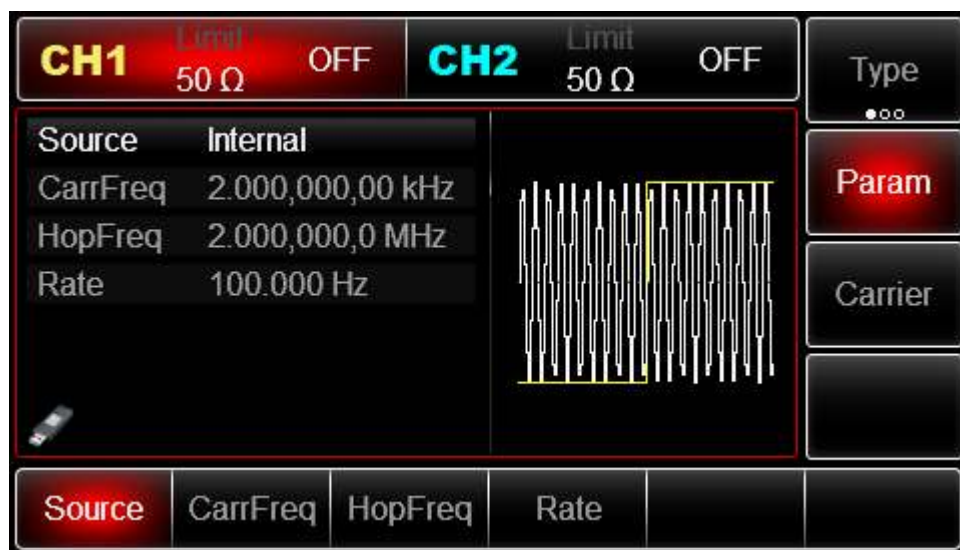 CH1 Limit 50 Ω OFF CH2 Limit 50 Ω OFF
Type
Source Internal
CarrFreq 2.000,000,00 kHz
HopFreq 2.000,000,0 MHz
Rate 100.000 Hz
Param
Carrier
Source CarrFreq HopFreq Rate